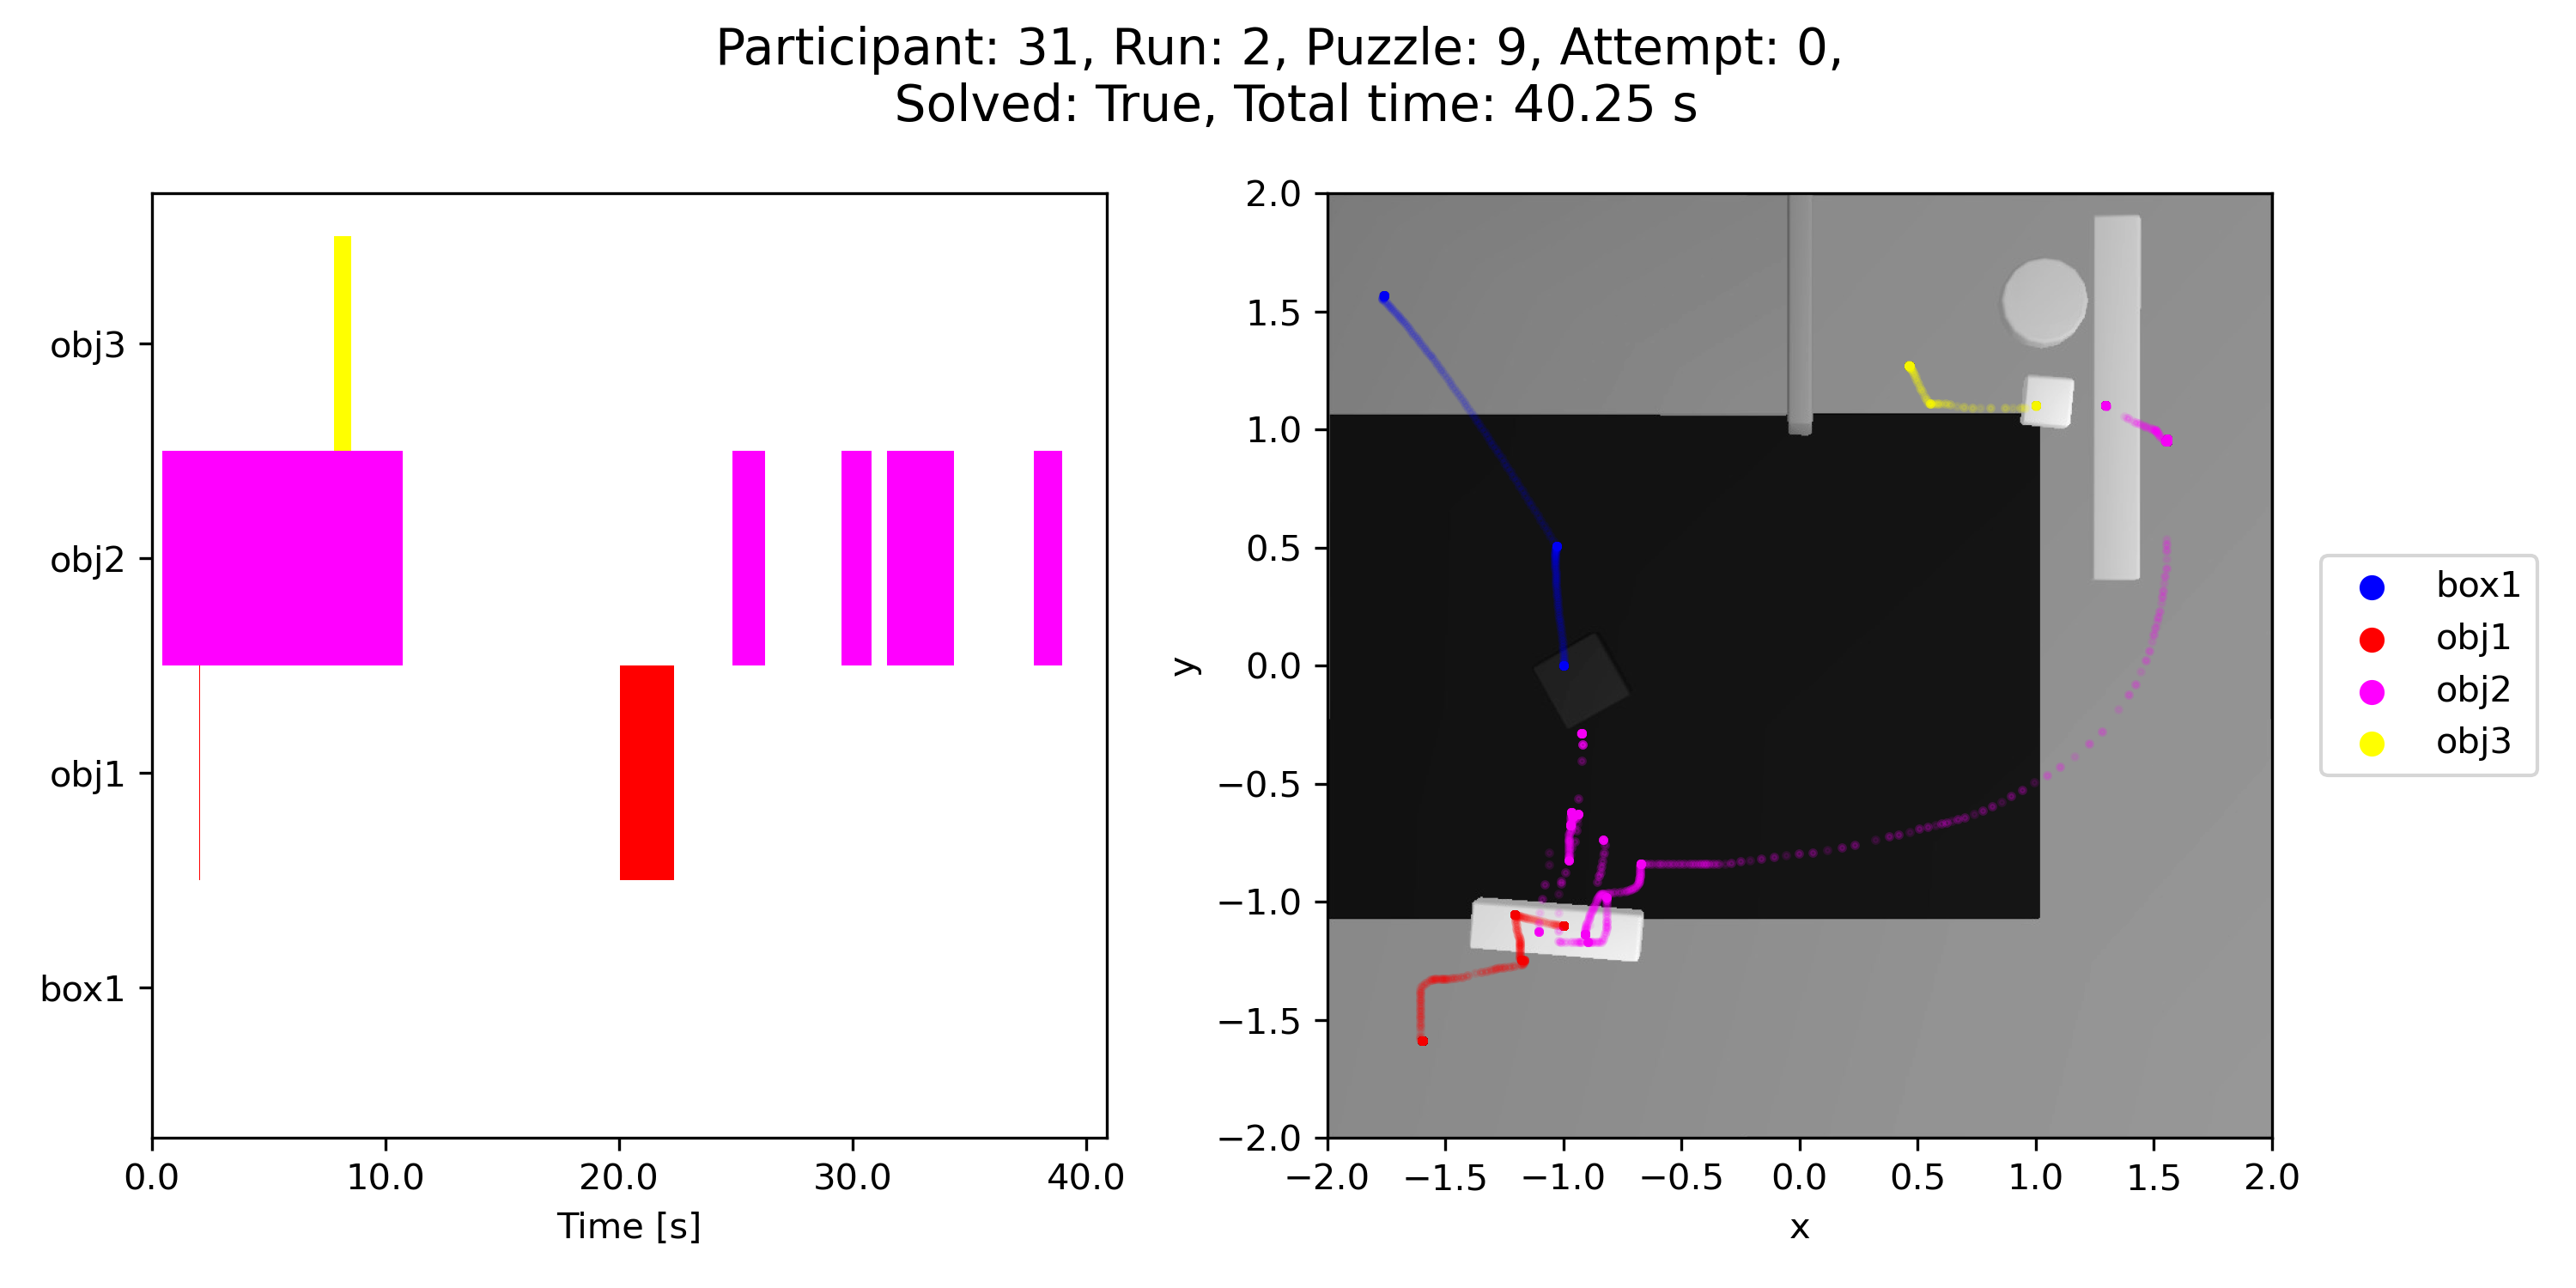 Participant: 31, Run: 2, Puzzle: 9, Attempt: 0,
Solved: True, Total time: 40.25 s
obj3
obj2
obj1
box1
0.0 10.0 20.0 30.0 40.0
Time [s]
2.0
1.5
1.0
0.5
0.0
−0.5
−1.0
−1.5
−2.0
y
−2.0 −1.5 −1.0 −0.5 0.0 0.5 1.0 1.5 2.0
x
box1
obj1
obj2
obj3